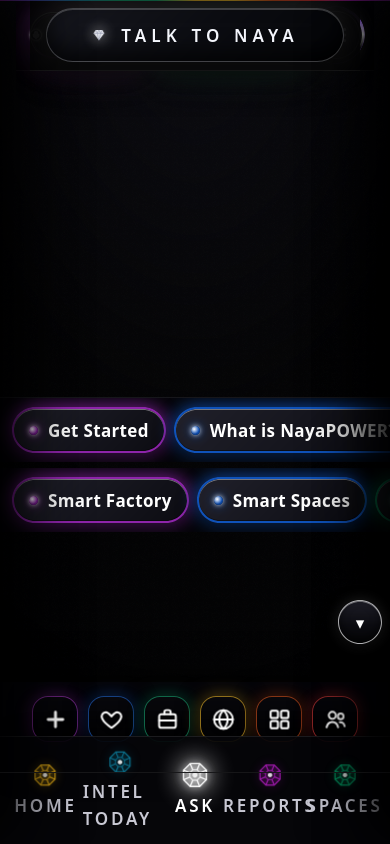 TALK TO NAYA
Get Started
What is NayaPOWER
Smart Factory
Smart Spaces
HOME
INTEL
TODAY
ASK
REPORTS
SPACES